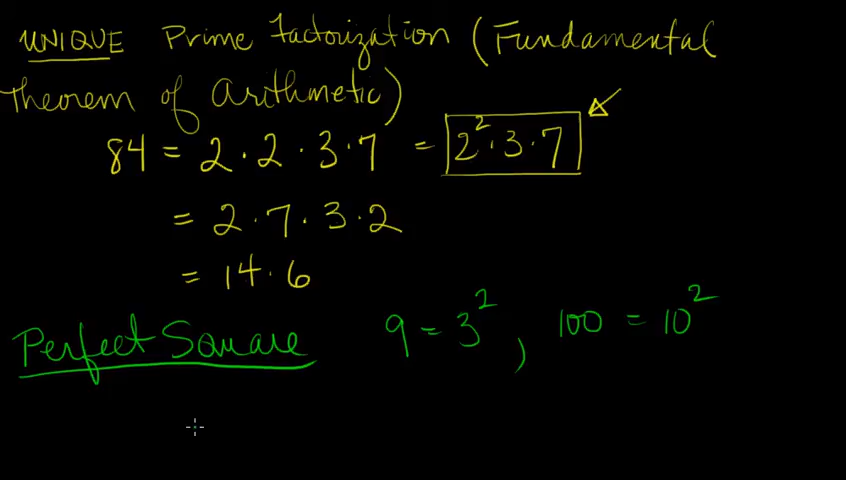 UNIQUE Prime Factorization (Fundamental
Theorem of Arithmetic)
84 = 2 · 2 · 3 · 7 = 2² · 3 · 7
= 2 · 7 · 3 · 2
= 14 · 6
Perfect Square 9 = 3² , 100 = 10²